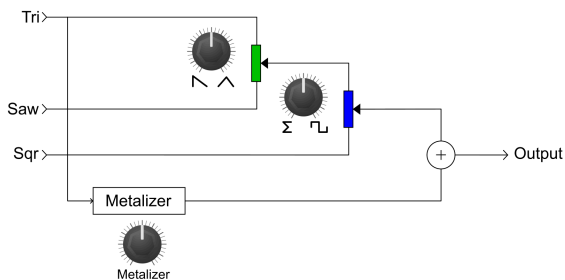 Tri
Saw
Σ
Sqr
+
Output
Metalizer
Metalizer